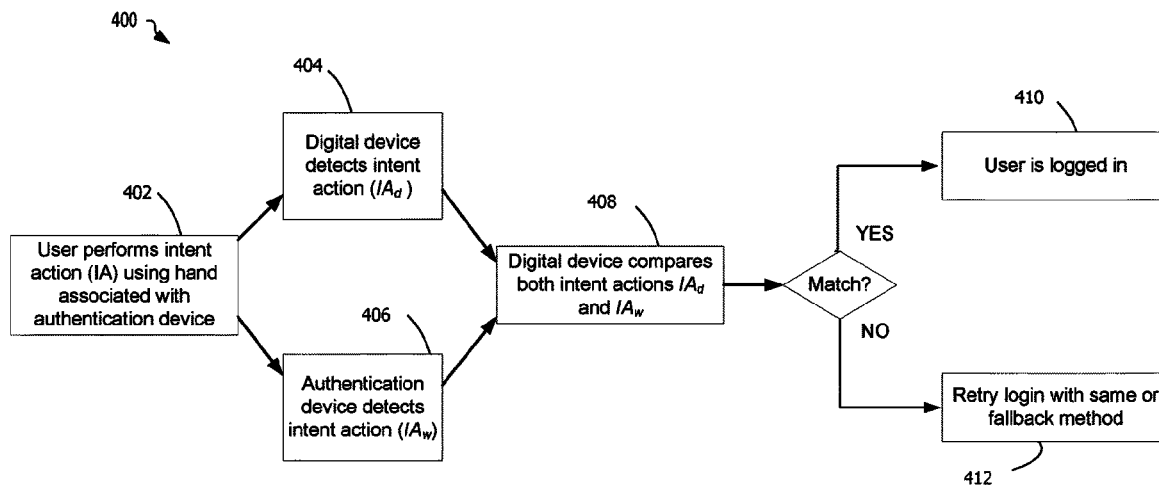 400
404
Digital device
detects intent
action (IAd )
402
User performs intent
action (IA) using hand
associated with
authentication device
406
Authentication
device detects
intent action (IAw)
408
Digital device compares
both intent actions IAd
and IAw
Match?
YES
NO
410
User is logged in
Retry login with same or
fallback method
412